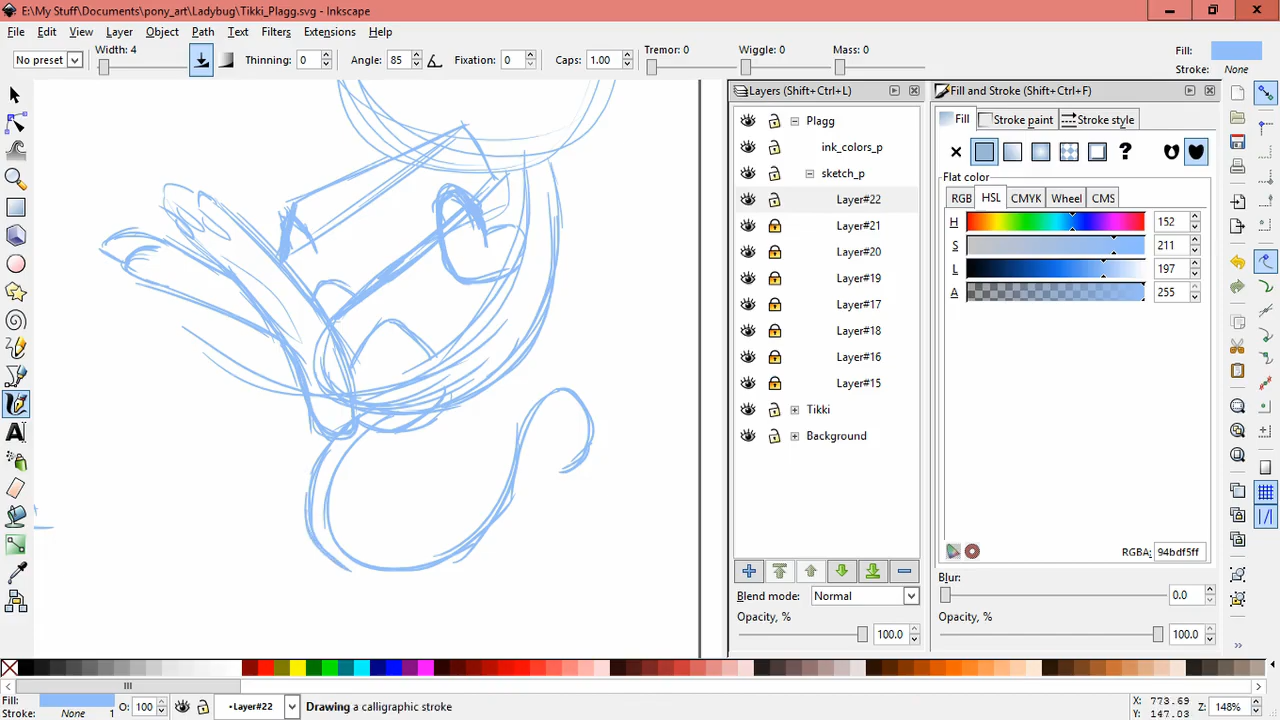 E:\My Stuff\Documents\pony_art\Ladybug\Tikki_Plagg.svg - Inkscape
File Edit View Layer Object Path Text Filters Extensions Help
No preset Width: 4 Thinning: 0 Angle: 85 Fixation: 0 Caps: 1.00 Tremor: 0 Wiggle: 0 Mass: 0 Fill:
Stroke: None
Layers (Shift+Ctrl+L)
Plagg
ink_colors_p
sketch_p
Layer#22
Layer#21
Layer#20
Layer#19
Layer#17
Layer#18
Layer#16
Layer#15
Tikki
Background
Blend mode: Normal
Opacity, %
100.0
Fill and Stroke (Shift+Ctrl+F)
Fill Stroke paint Stroke style
?
Flat color
RGB HSL CMYK Wheel CMS
H 152
S 211
L 197
A 255
RGBA: 94bdf5ff
Blur:
0.0
Opacity, %
100.0
Fill:
Stroke: None 1 O: 100 •Layer#22 Drawing a calligraphic stroke X: 773.69
Y: 147.03 Z: 148%